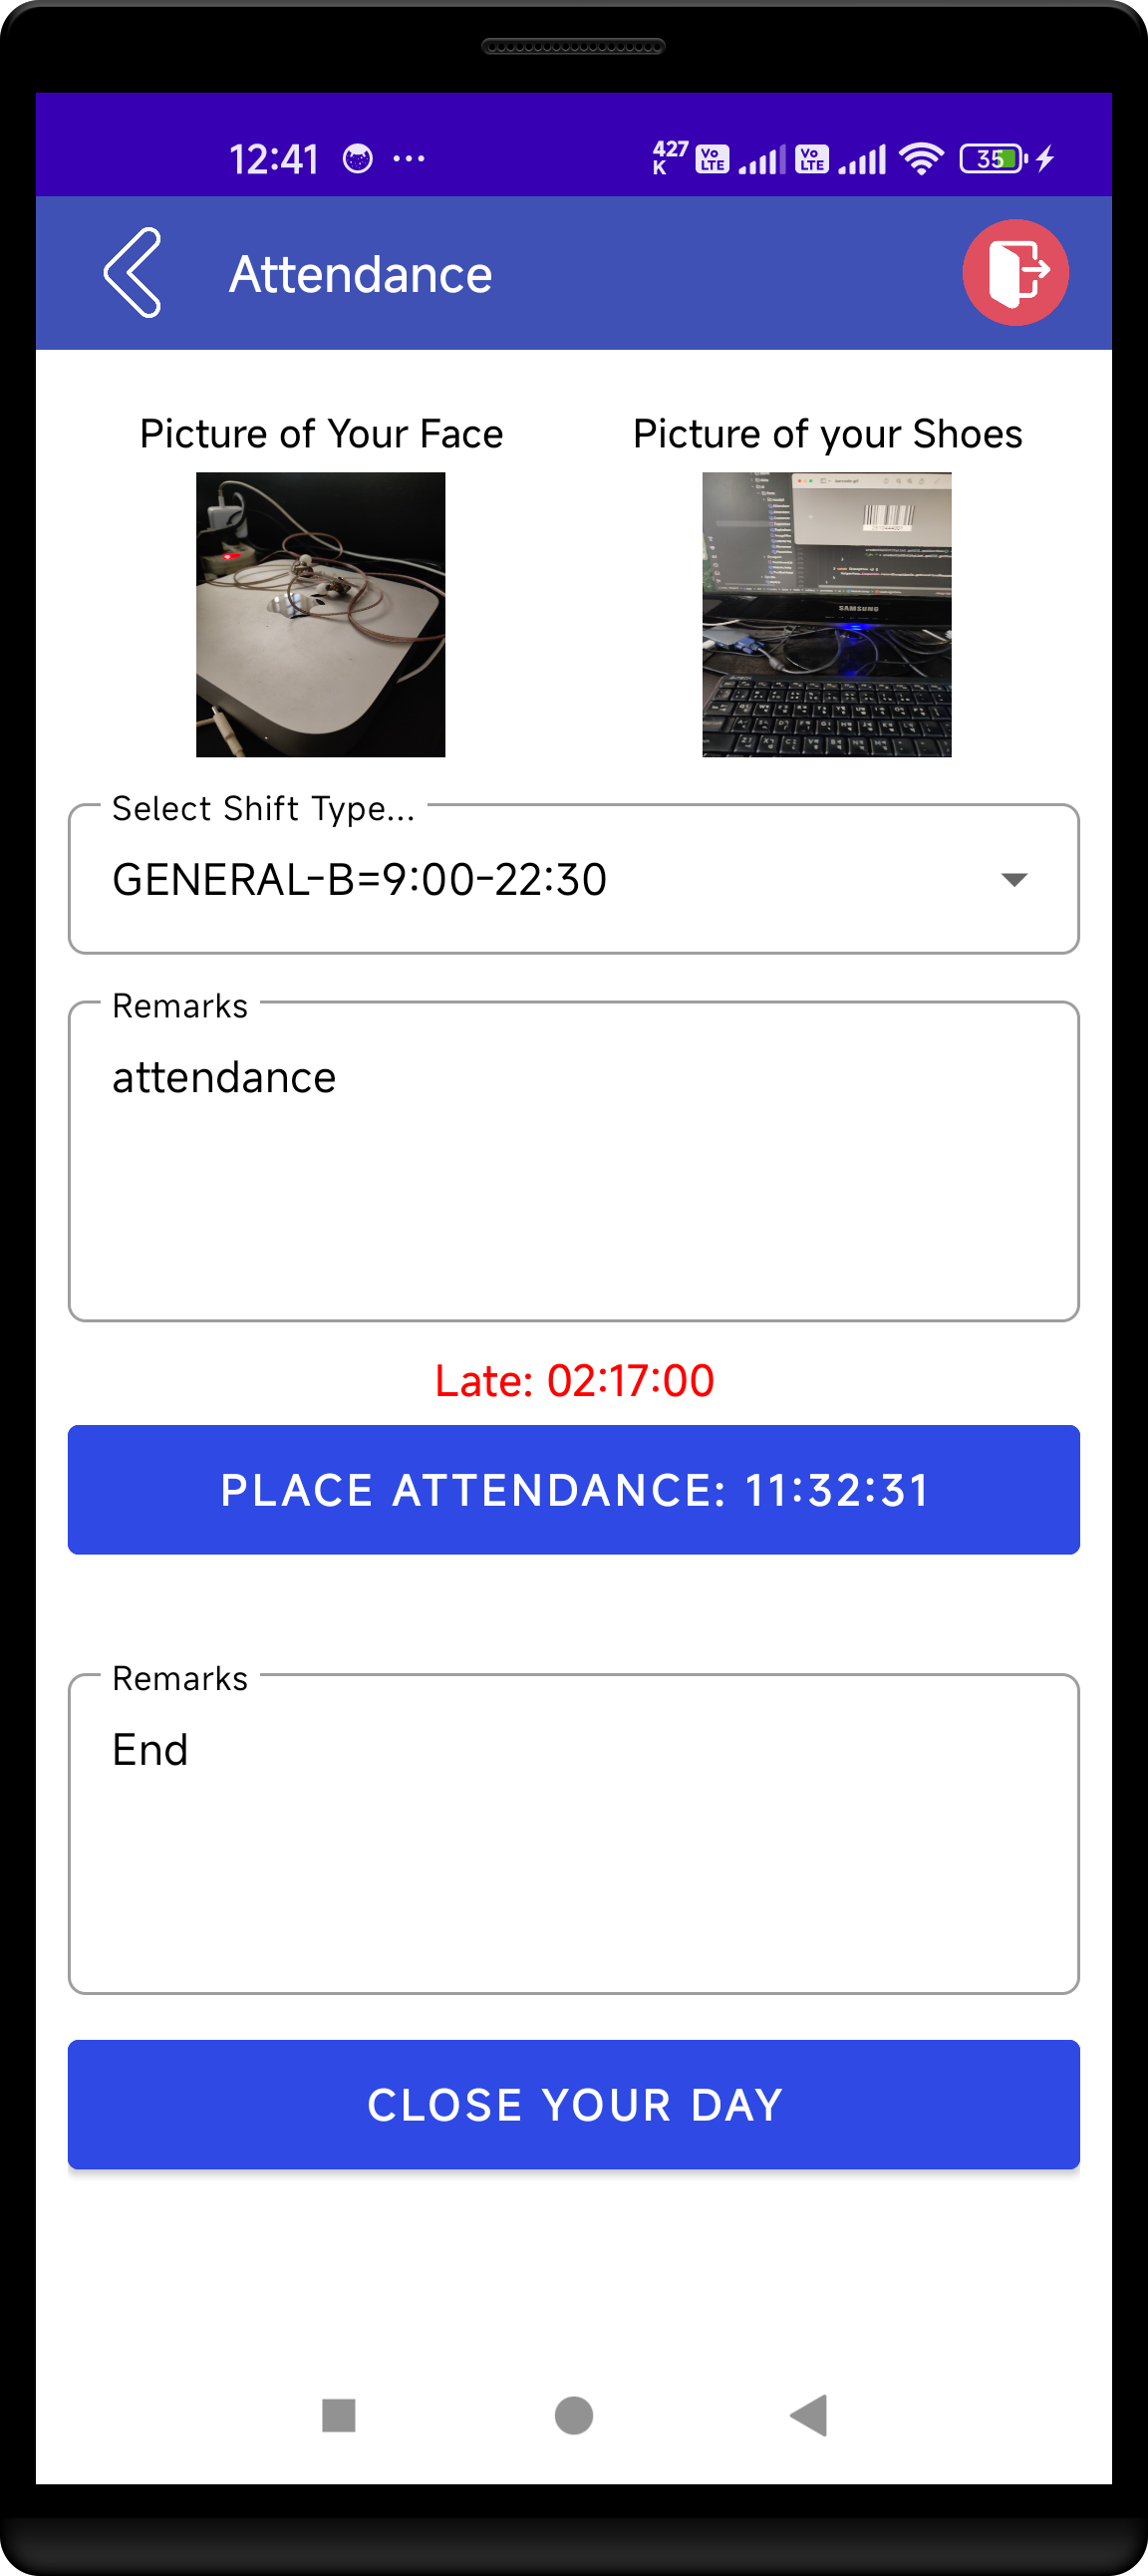 12:41 ... 427 K Vo LTE Vo LTE 35
Attendance
Picture of Your Face
Picture of your Shoes
SAMSUNG
Select Shift Type...
GENERAL-B=9:00-22:30
Remarks
attendance
Late: 02:17:00
PLACE ATTENDANCE: 11:32:31
Remarks
End
CLOSE YOUR DAY